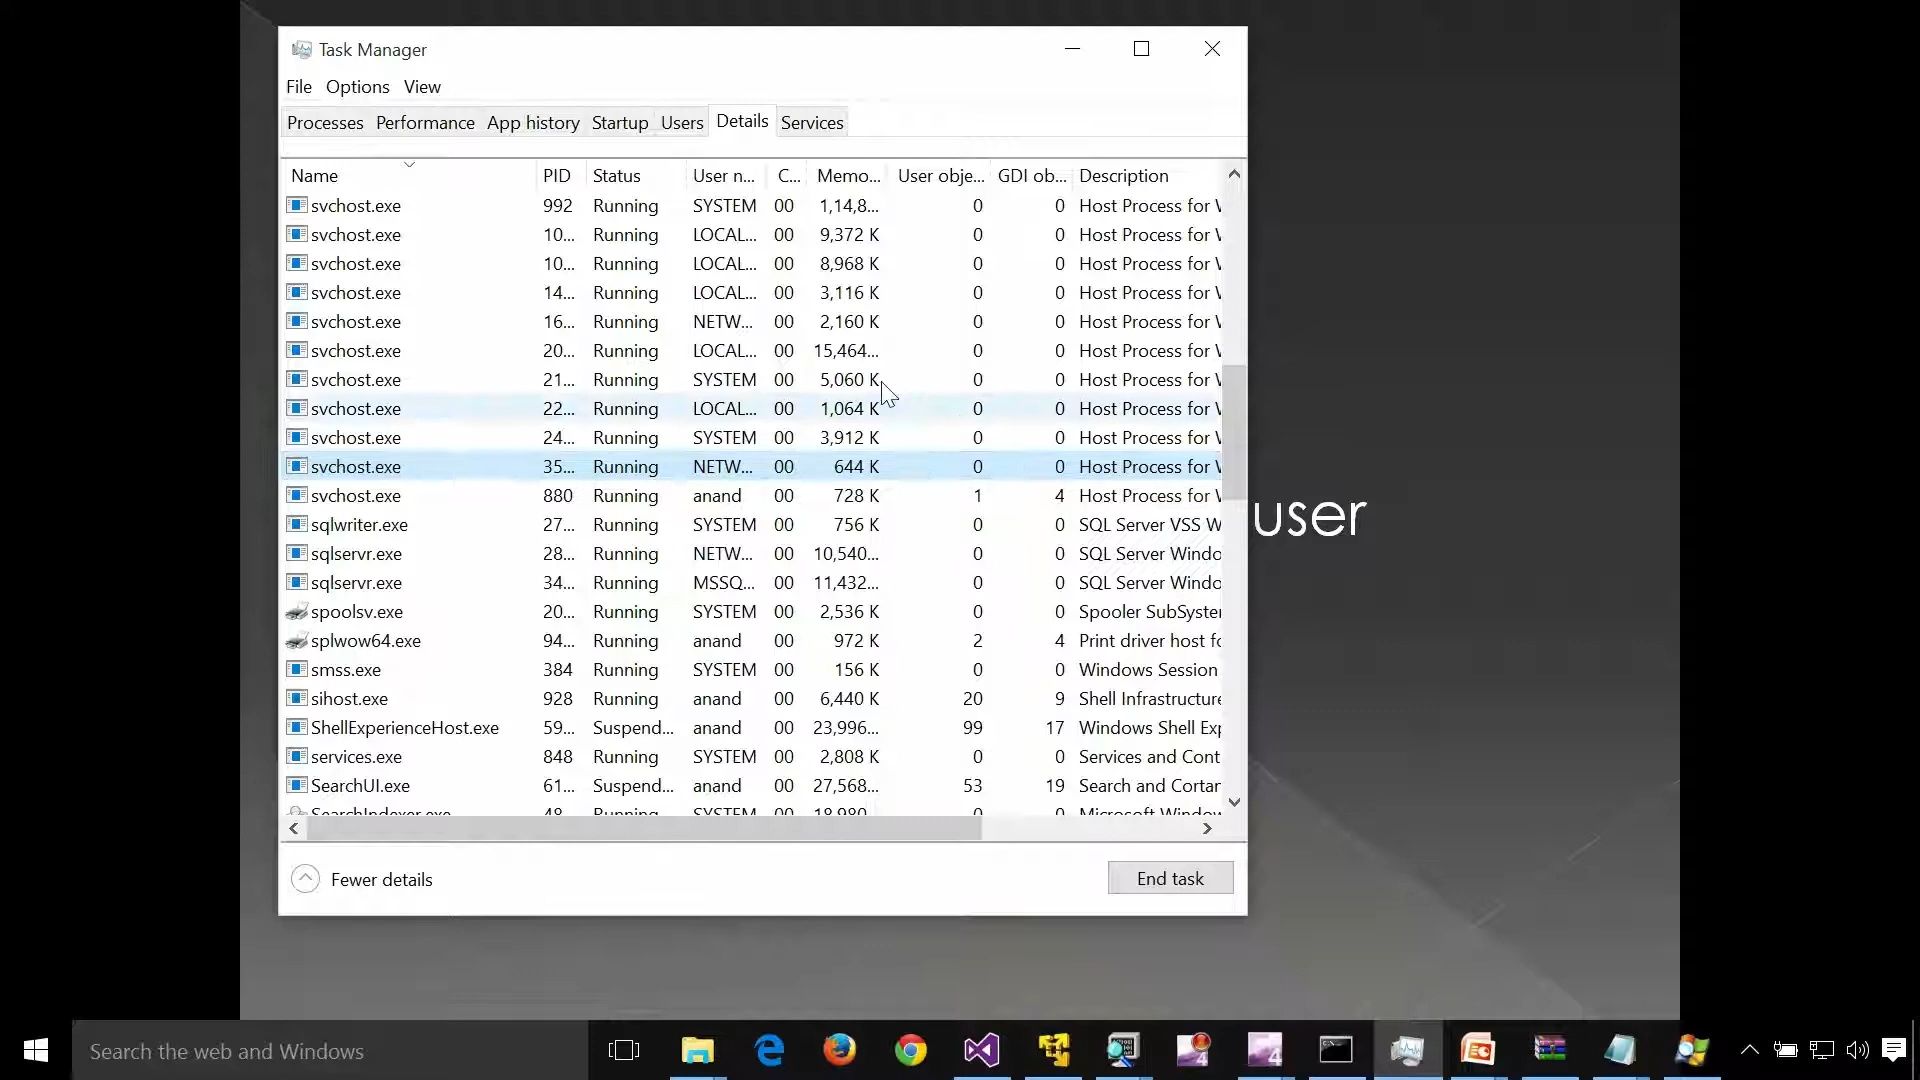 Task Manager
File Options View
Processes Performance App history Startup Users Details Services
Name PID Status User n... C... Memo... User obje... GDI ob... Description
svchost.exe 992 Running SYSTEM 00 1,14,8... 0 0 Host Process for
svchost.exe 10... Running LOCAL... 00 9,372 K 0 0 Host Process for
svchost.exe 10... Running LOCAL... 00 8,968 K 0 0 Host Process for
svchost.exe 14... Running LOCAL... 00 3,116 K 0 0 Host Process for
svchost.exe 16... Running NETW... 00 2,160 K 0 0 Host Process for
svchost.exe 20... Running LOCAL... 00 15,464... 0 0 Host Process for
svchost.exe 21... Running SYSTEM 00 5,060 K 0 0 Host Process for
svchost.exe 22... Running LOCAL... 00 1,064 K 0 0 Host Process for
svchost.exe 24... Running SYSTEM 00 3,912 K 0 0 Host Process for
svchost.exe 35... Running NETW... 00 644 K 0 0 Host Process for
svchost.exe 880 Running anand 00 728 K 1 4 Host Process for
sqlwriter.exe 27... Running SYSTEM 00 756 K 0 0 SQL Server VSS W
sqlservr.exe 28... Running NETW... 00 10,540... 0 0 SQL Server Windo
sqlservr.exe 34... Running MSSQ... 00 11,432... 0 0 SQL Server Windo
spoolsv.exe 20... Running SYSTEM 00 2,536 K 0 0 Spooler SubSyster
splwow64.exe 94... Running anand 00 972 K 2 4 Print driver host fo
smss.exe 384 Running SYSTEM 00 156 K 0 0 Windows Session
sihost.exe 928 Running anand 00 6,440 K 20 9 Shell Infrastructure
ShellExperienceHost.exe 59... Suspend... anand 00 23,996... 99 17 Windows Shell Exp
services.exe 848 Running SYSTEM 00 2,808 K 0 0 Services and Cont
SearchUI.exe 61... Suspend... anand 00 27,568... 53 19 Search and Cortar
SearchIndexer.exe 48... Running SYSTEM 00 18,980... 0 0 Microsoft Window
Fewer details End task
user
Search the web and Windows